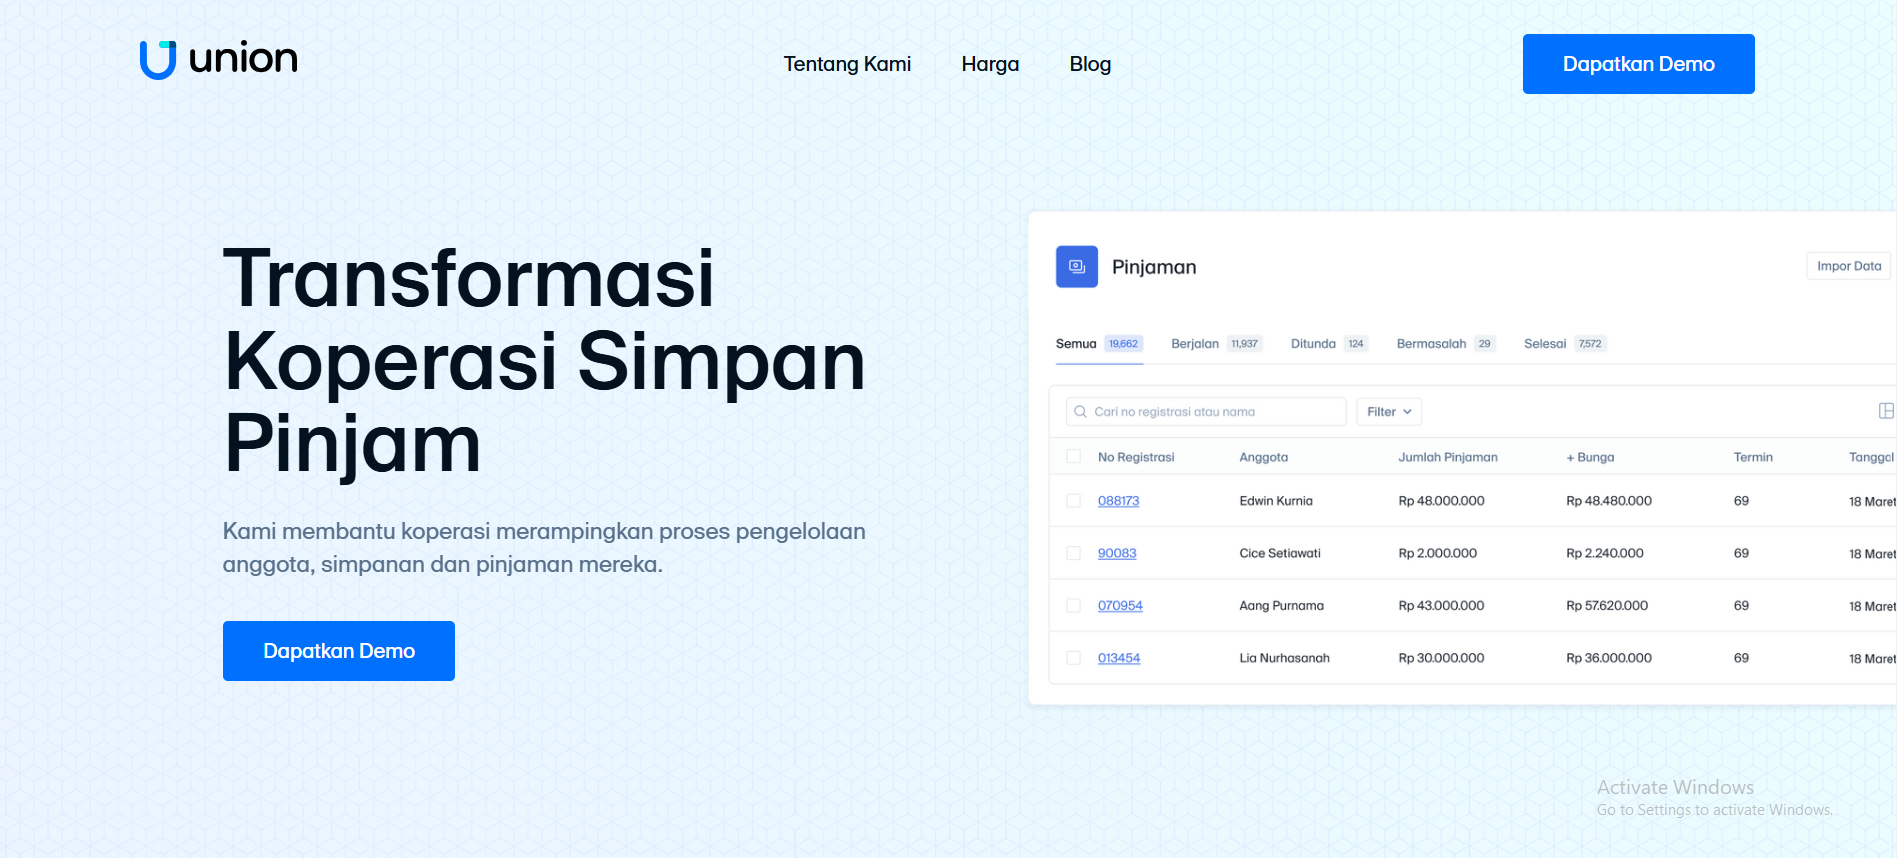 union
Tentang Kami Harga Blog
Dapatkan Demo
Transformasi
Koperasi Simpan
Pinjam
Kami membantu koperasi merampingkan proses pengelolaan
anggota, simpanan dan pinjaman mereka.
Dapatkan Demo
Pinjaman
Impor Data
Semua 19,662 Berjalan 11,937 Ditunda 124 Bermasalah 29 Selesai 7,572
Cari no registrasi atau nama Filter
No Registrasi Anggota Jumlah Pinjaman + Bunga Termin Tanggal
088173 Edwin Kurnia Rp 48.000.000 Rp 48.480.000 69 18 Maret
90083 Cice Setiawati Rp 2.000.000 Rp 2.240.000 69 18 Maret
070954 Aang Purnama Rp 43.000.000 Rp 57.620.000 69 18 Maret
013454 Lia Nurhasanah Rp 30.000.000 Rp 36.000.000 69 18 Maret
Activate Windows
Go to Settings to activate Windows.